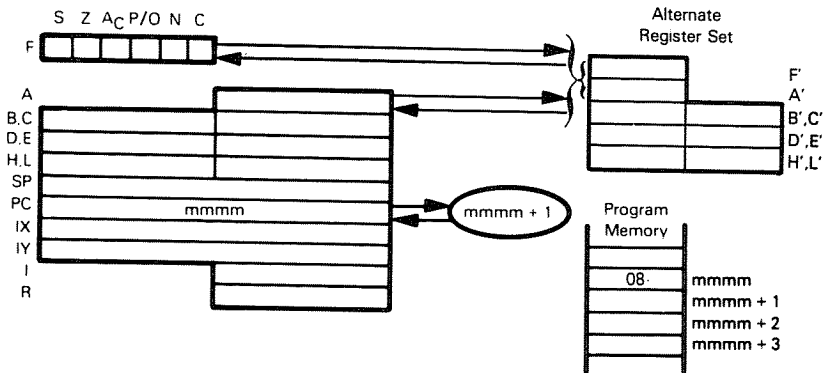 S Z AC P/O N C
F
Alternate
Register Set
F'
A'
B',C'
D',E'
H',L'
A
B,C
D,E
H,L
SP
PC
IX
IY
I
R
mmmm
mmmm + 1
Program
Memory
08
mmmm
mmmm + 1
mmmm + 2
mmmm + 3